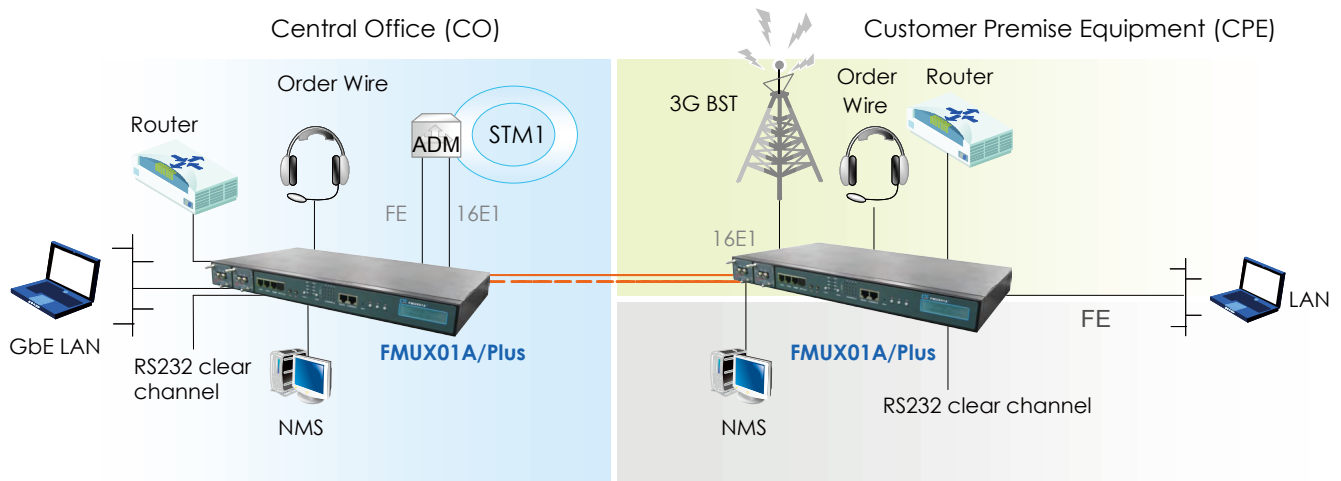 Central Office (CO)
Customer Premise Equipment (CPE)
Order Wire
Router
ADM
STM1
FE
16E1
GbE LAN
RS232 clear
channel
NMS
FMUX01A/Plus
3G BST
Order
Wire
Router
16E1
FMUX01A/Plus
NMS
RS232 clear channel
FE
LAN